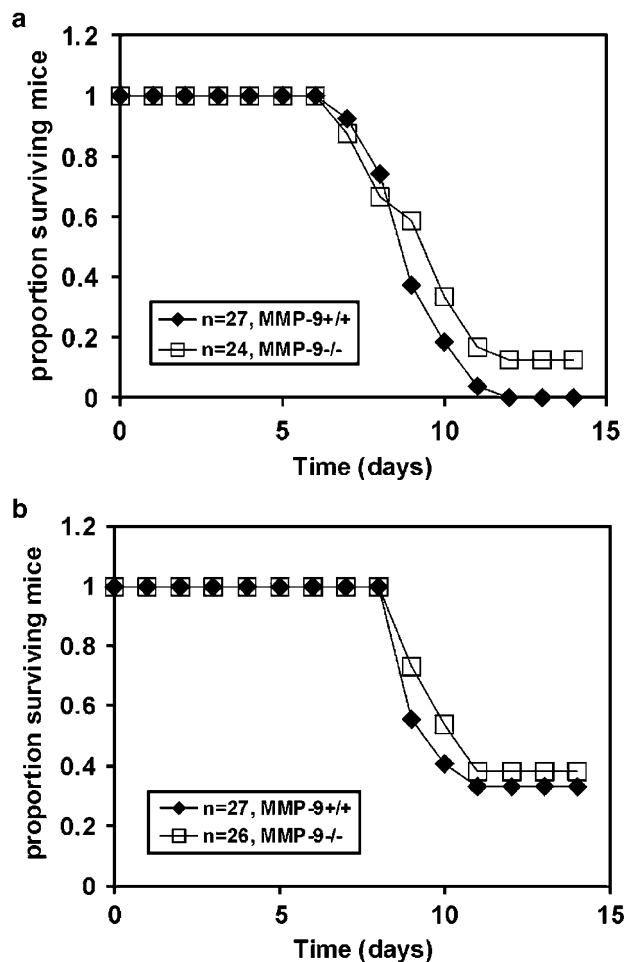 a
1.2
1
0.8
0.6
0.4
0.2
0
proportion surviving mice
n=27, MMP-9+/+
n=24, MMP-9-/-
0
5
10
15
Time (days)
b
1.2
1
0.8
0.6
0.4
0.2
0
proportion surviving mice
n=27, MMP-9+/+
n=26, MMP-9-/-
0
5
10
15
Time (days)